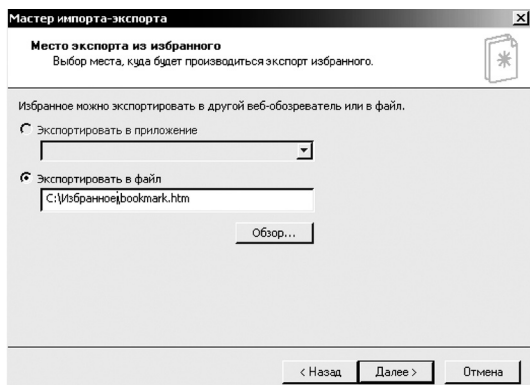 Мастер импорта-экспорта
Место экспорта из избранного
Выбор места, куда будет производиться экспорт избранного.
Избранное можно экспортировать в другой веб-обозреватель или в файл.
Экспортировать в приложение
Экспортировать в файл
C:\Избранное\bookmark.htm
Обзор...
< Назад
Далее >
Отмена